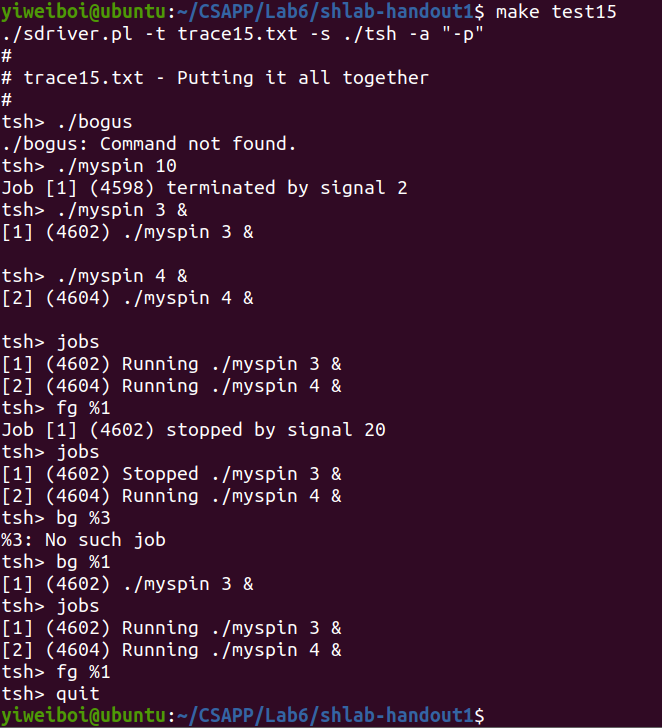 yiweiboi@ubuntu:~/CSAPP/Lab6/shlab-handout1$ make test15
./sdriver.pl -t trace15.txt -s ./tsh -a "-p"
#
# trace15.txt - Putting it all together
#
tsh> ./bogus
./bogus: Command not found.
tsh> ./myspin 10
Job [1] (4598) terminated by signal 2
tsh> ./myspin 3 &
[1] (4602) ./myspin 3 &
tsh> ./myspin 4 &
[2] (4604) ./myspin 4 &
tsh> jobs
[1] (4602) Running ./myspin 3 &
[2] (4604) Running ./myspin 4 &
tsh> fg %1
Job [1] (4602) stopped by signal 20
tsh> jobs
[1] (4602) Stopped ./myspin 3 &
[2] (4604) Running ./myspin 4 &
tsh> bg %3
%3: No such job
tsh> bg %1
[1] (4602) ./myspin 3 &
tsh> jobs
[1] (4602) Running ./myspin 3 &
[2] (4604) Running ./myspin 4 &
tsh> fg %1
tsh> quit
yiweiboi@ubuntu:~/CSAPP/Lab6/shlab-handout1$